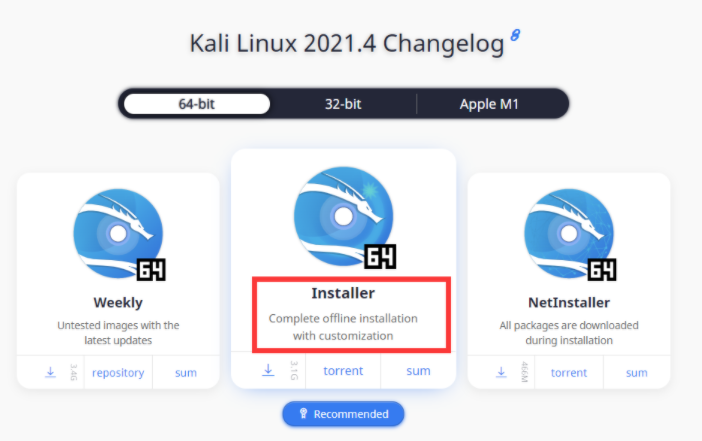 Kali Linux 2021.4 Changelog
64-bit
32-bit
Apple M1
64
Weekly
Untested images with the
latest updates
3.4G
repository
sum
64
Installer
Complete offline installation
with customization
3.1G
torrent
sum
64
NetInstaller
All packages are downloaded
during installation
466M
torrent
sum
Recommended